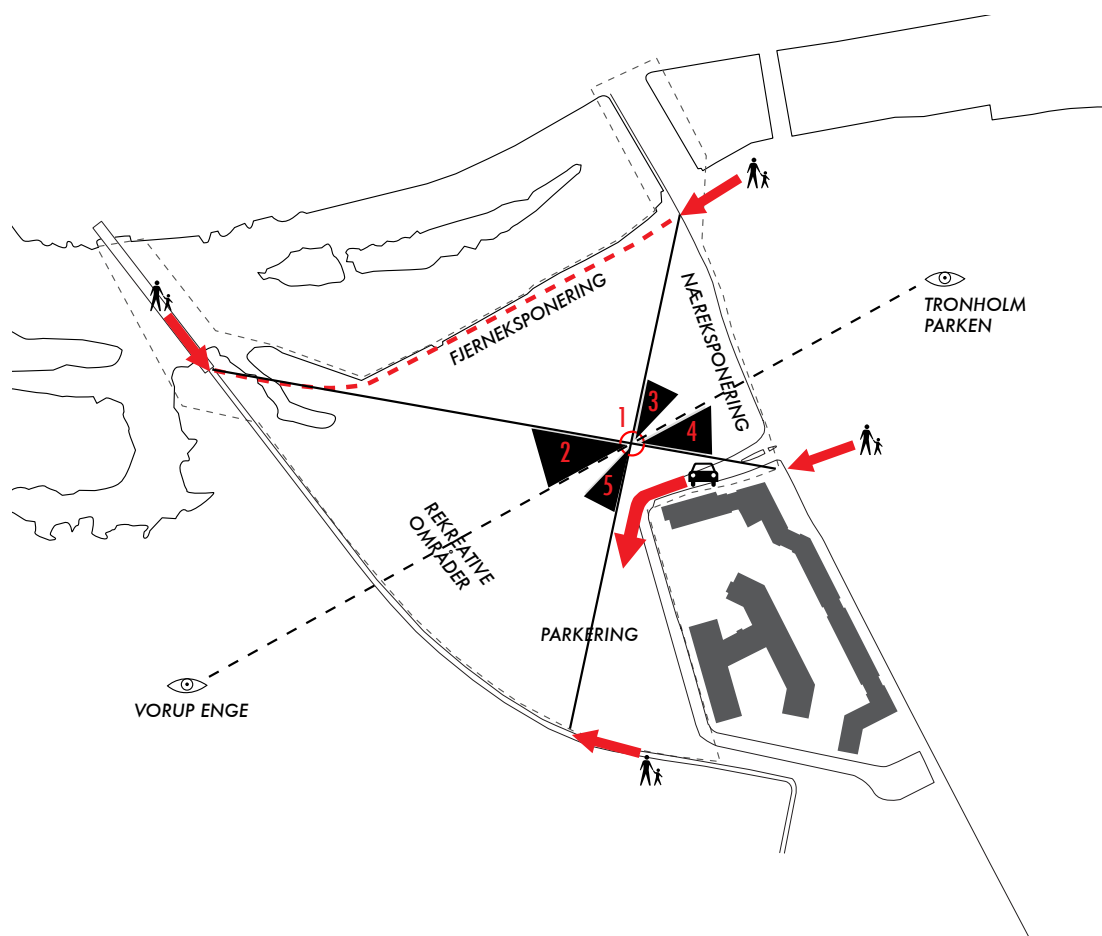 FJERNEKSPONERING
NÆREKSPONERING
TRONHOLM
PARKEN
1
3
4
2
5
REKREATIVE
OMRÅDER
PARKERING
VORUP ENGE